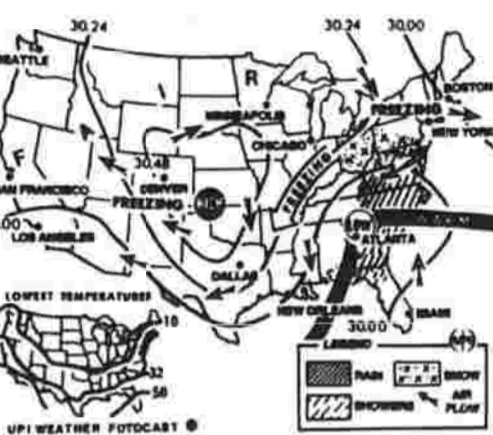 30.24
30.24
30.00
SEATTLE
R
BOSTON
FREEZING
NEW YORK
MINNEAPOLIS
CHICAGO
F
30.48
FREEZING
SAN FRANCISCO
DENVER
FREEZING
.00
LOS ANGELES
LOW
ATLANTA
DALLAS
LOWEST TEMPERATURES
NEW ORLEANS
MIAMI
30.00
10
LEGEND
32
RAIN
SNOW
50
SHOWERS
AIR
FLOW
UPI WEATHER FOTOCAST ®